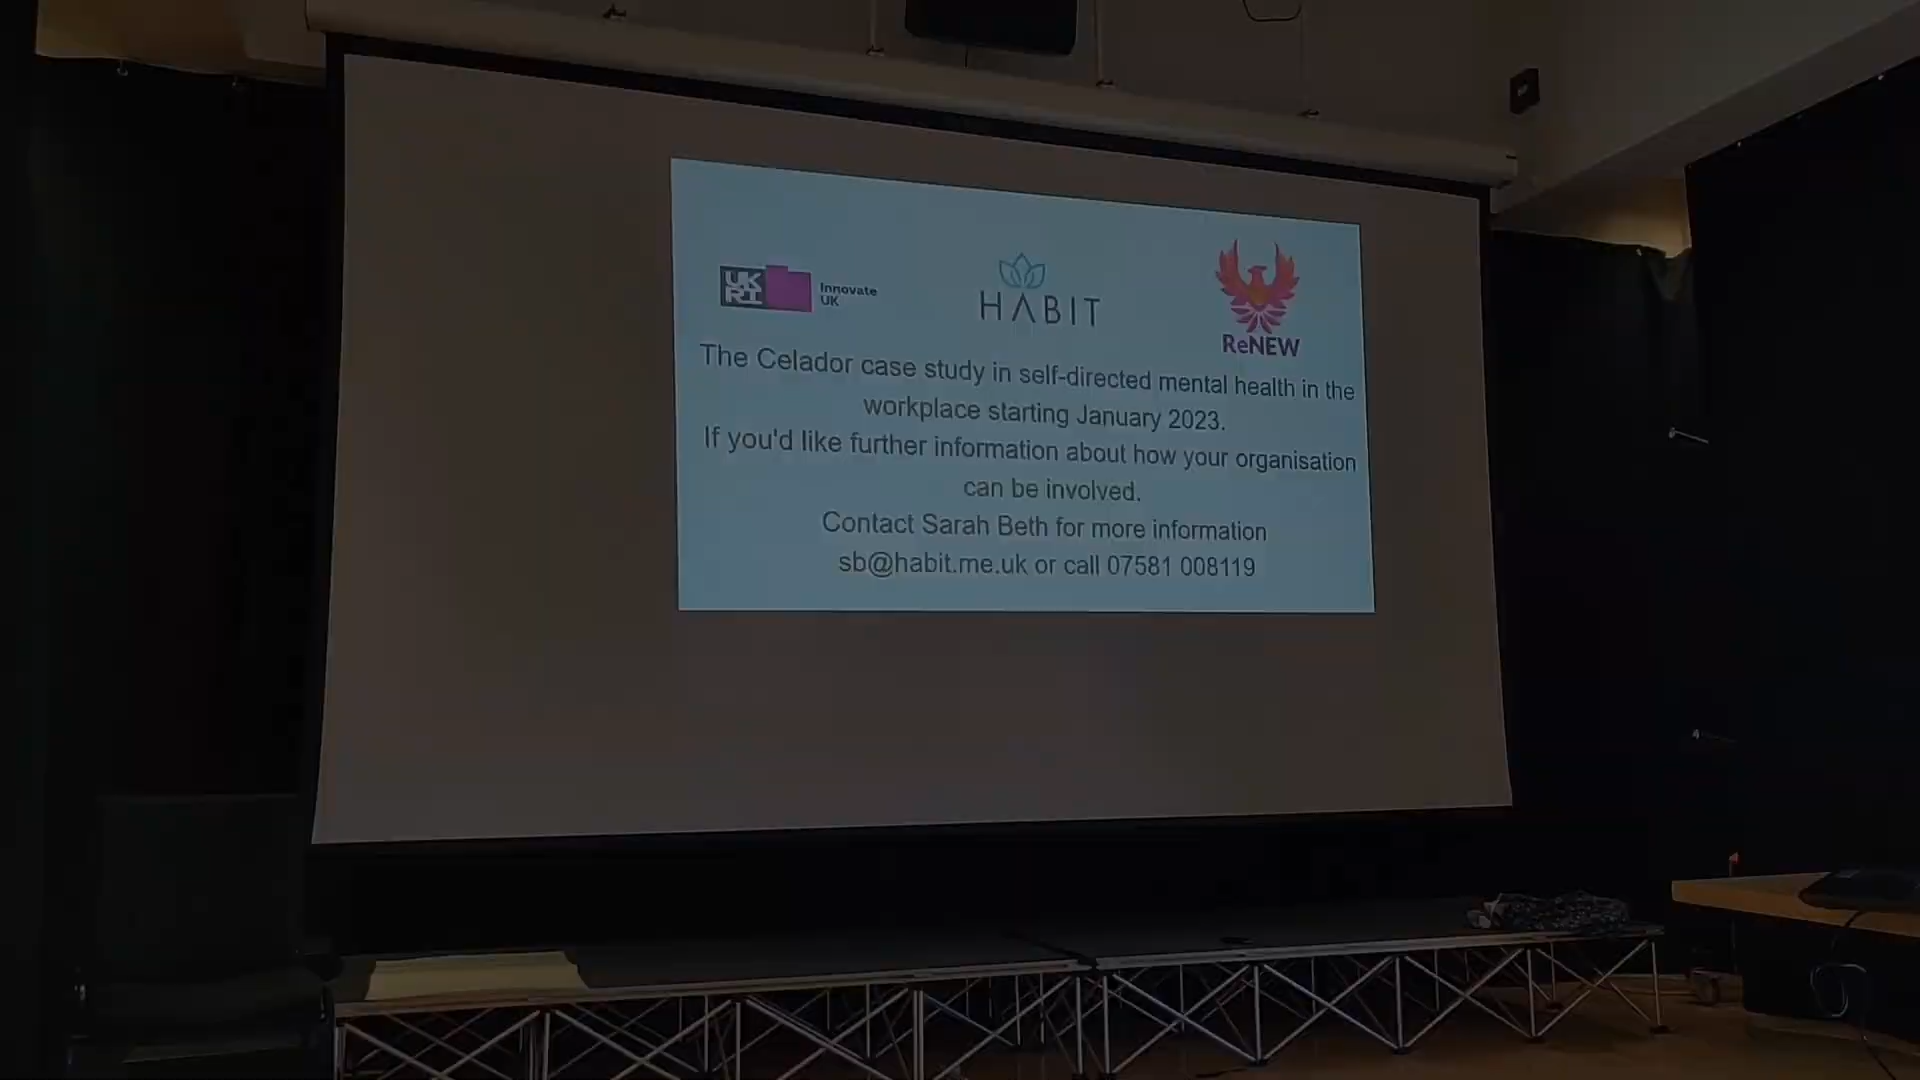 UK
RI
Innovate
UK
HABIT
ReNEW
The Celador case study in self-directed mental health in the
workplace starting January 2023.
If you'd like further information about how your organisation
can be involved.
Contact Sarah Beth for more information
sb@habit.me.uk or call 07581 008119